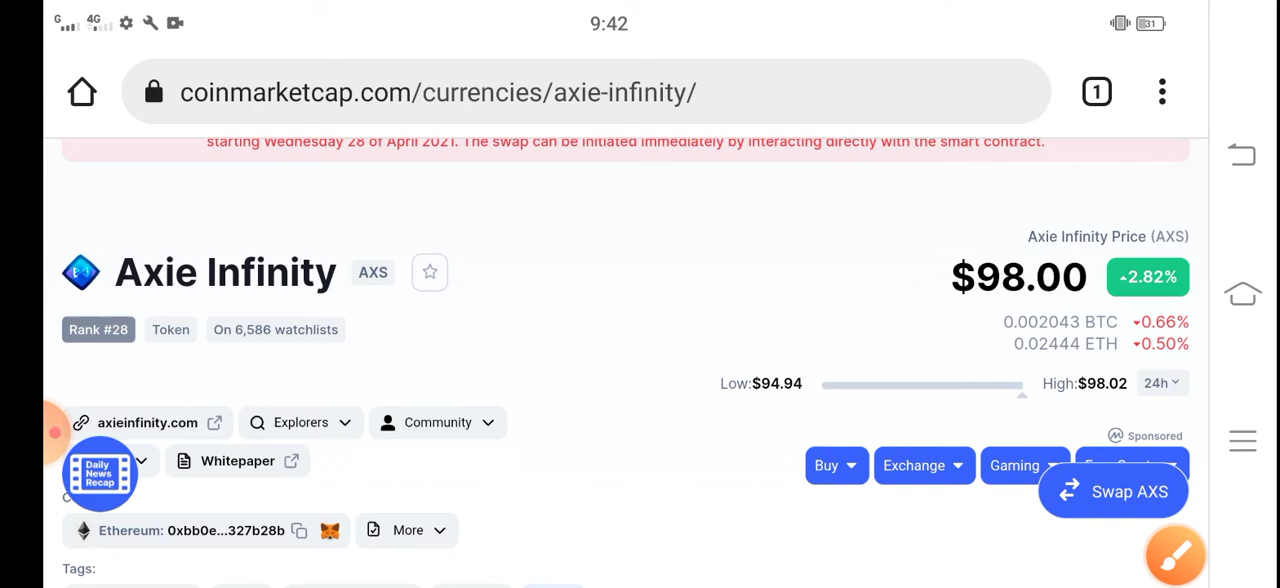 G 4G 9:42 31
coinmarketcap.com/currencies/axie-infinity/ 1
starting Wednesday 28 of April 2021. The swap can be initiated immediately by interacting directly with the smart contract.
Axie Infinity Price (AXS)
Axie Infinity AXS $98.00 2.82%
Rank #28 Token On 6,586 watchlists 0.002043 BTC 0.66%
0.02444 ETH 0.50%
Low:$94.94 High:$98.02 24h
axieinfinity.com Explorers Community
Sponsored
Daily News Recap Whitepaper Buy Exchange Gaming
Swap AXS
Ethereum: 0xbb0e...327b28b More
Tags: